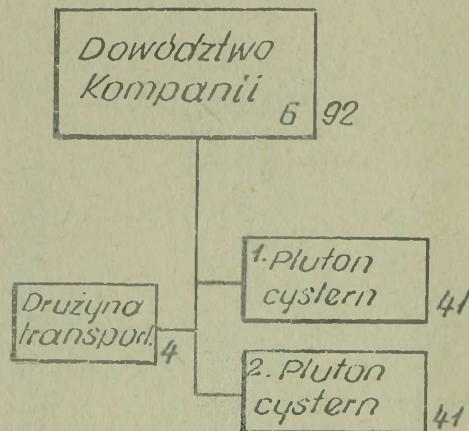 Dowództwo
Kompanii
6 92
1. Pluton
cystern
41
Drużyna
transport.
4
2. Pluton
cystern
41